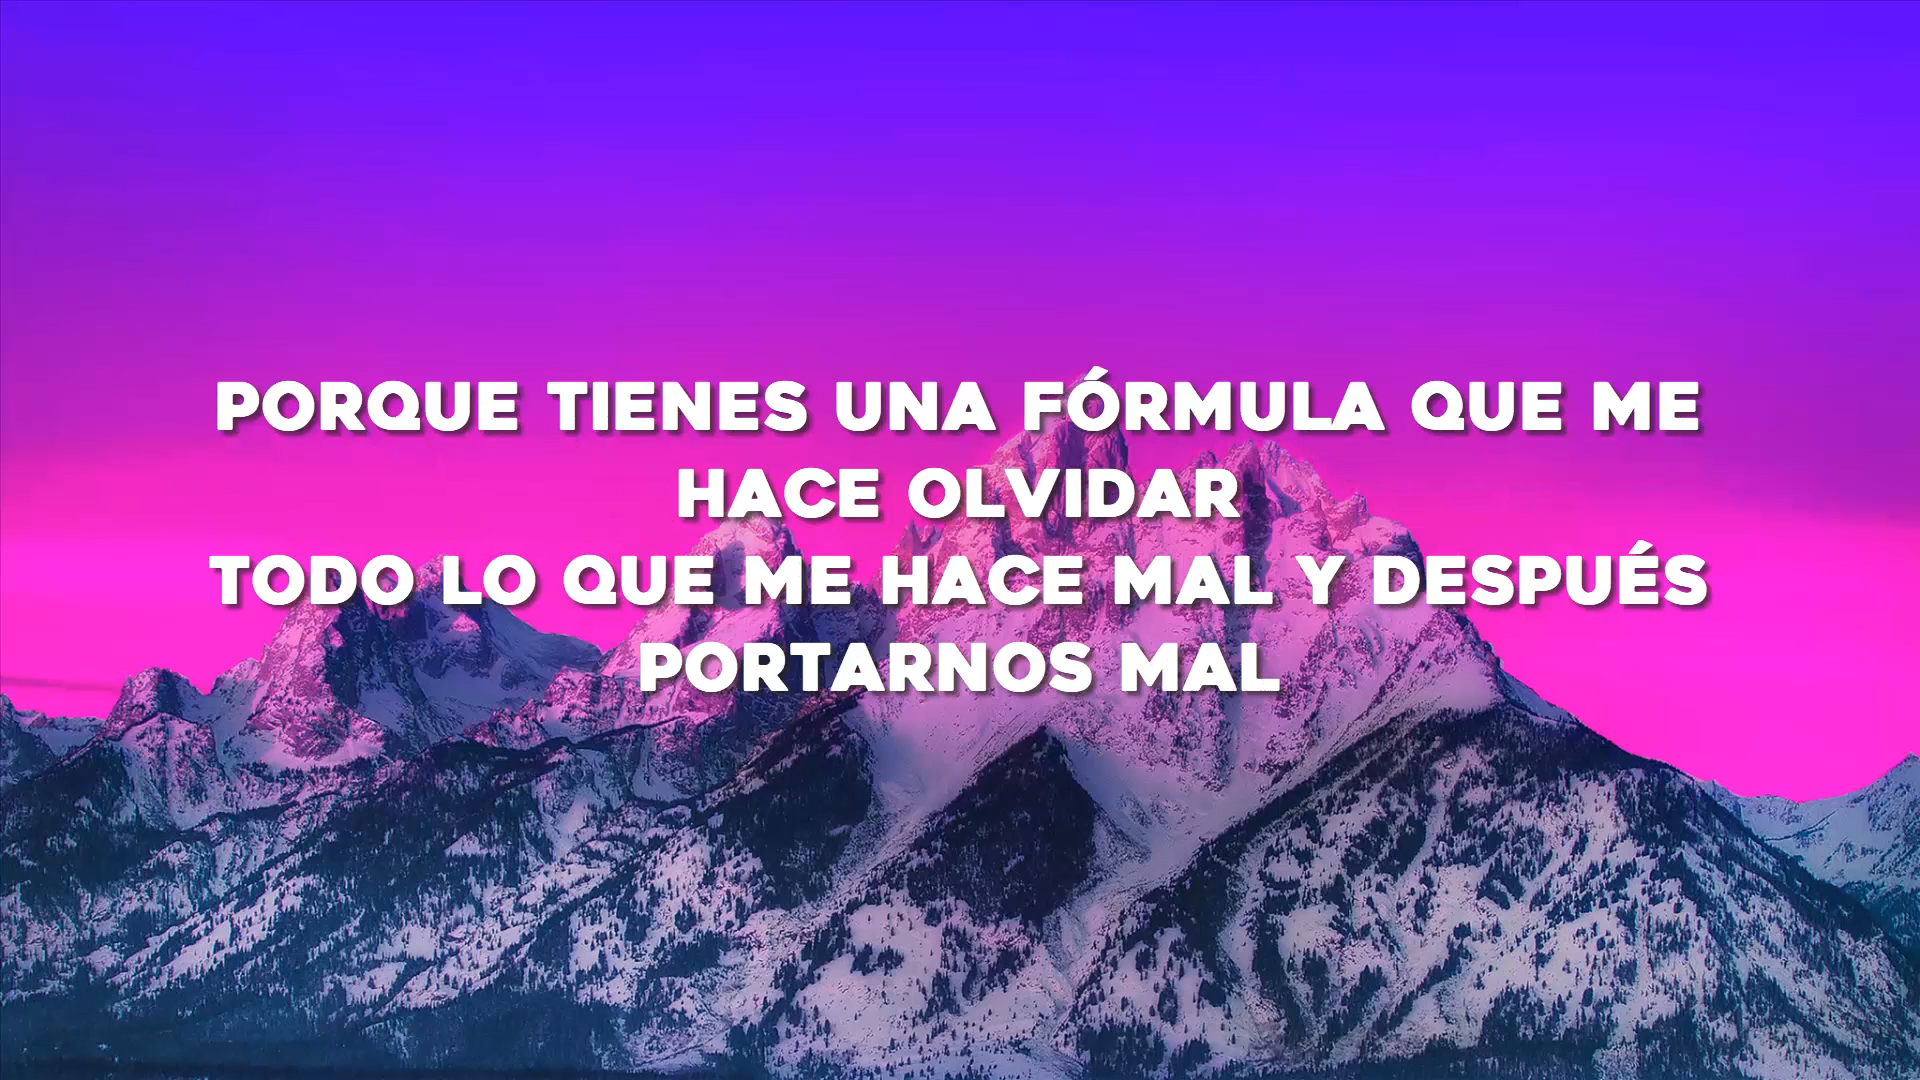 PORQUE TIENES UNA FÓRMULA QUE ME
HACE OLVIDAR
TODO LO QUE ME HACE MAL Y DESPUÉS
PORTARNOS MAL